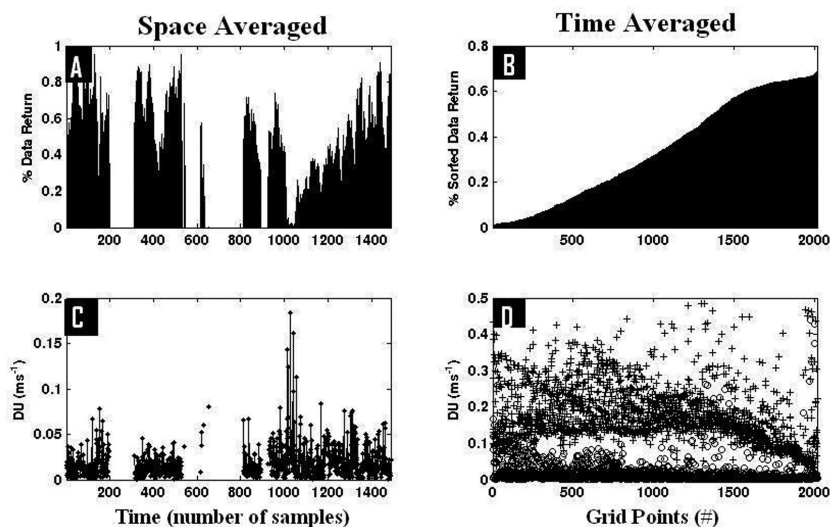 Space Averaged
Time Averaged
A
% Data Return
1
0.8
0.6
0.4
0.2
0
200 400 600 800 1000 1200 1400
B
% Sorted Data Return
0.8
0.6
0.4
0.2
0
500 1000 1500 2000
C
DU (ms-1)
0.2
0.15
0.1
0.05
0
200 400 600 800 1000 1200 1400
Time (number of samples)
D
DU (ms-1)
0.5
0.4
0.3
0.2
0.1
0
0 500 1000 1500 2000
Grid Points (#)